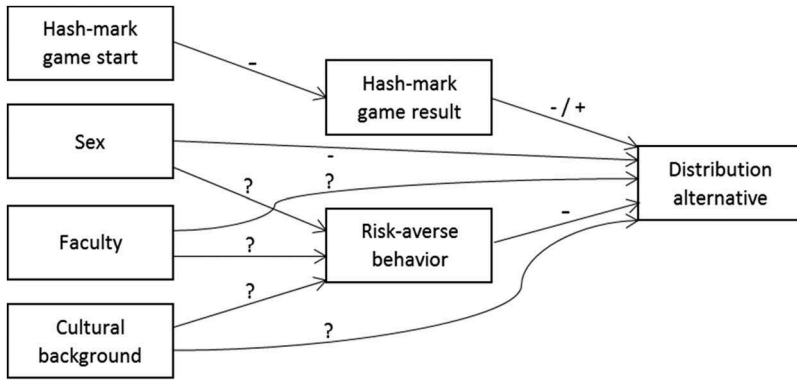 Hash-mark
game start
-
Hash-mark
game result
- / +
Sex
-
?
?
Distribution
alternative
Faculty
?
Risk-averse
behavior
-
?
Cultural
background
?